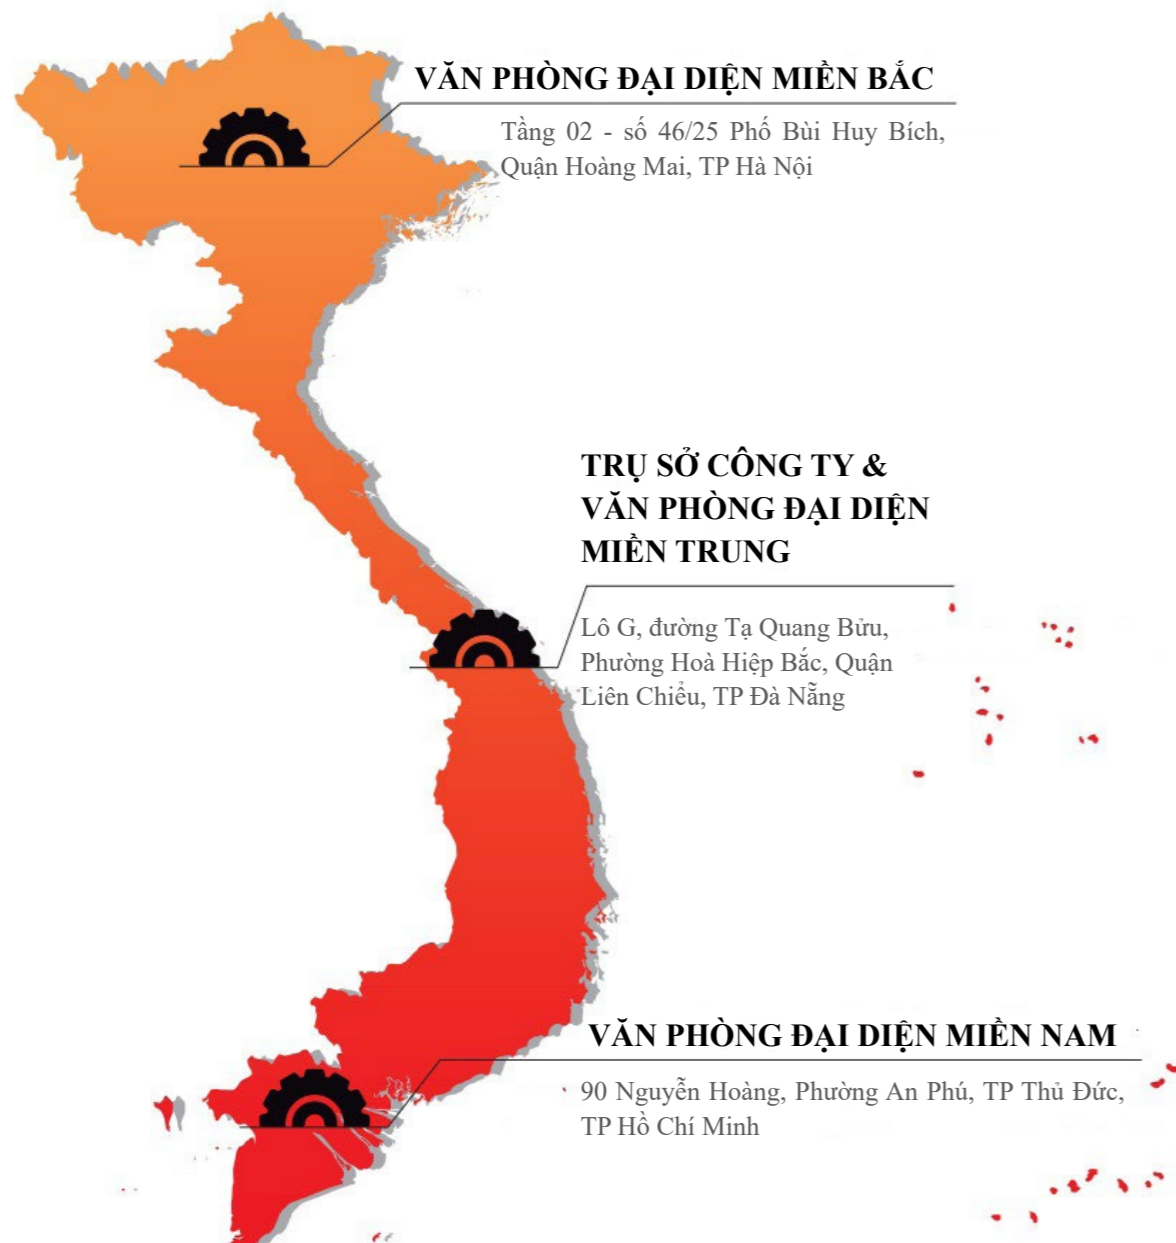 VĂN PHÒNG ĐẠI DIỆN MIỀN BẮC
Tầng 02 - số 46/25 Phố Bùi Huy Bích,
Quận Hoàng Mai, TP Hà Nội
TRỤ SỞ CÔNG TY &
VĂN PHÒNG ĐẠI DIỆN
MIỀN TRUNG
Lô G, đường Tạ Quang Bửu,
Phường Hoà Hiệp Bắc, Quận
Liên Chiểu, TP Đà Nẵng
VĂN PHÒNG ĐẠI DIỆN MIỀN NAM
90 Nguyễn Hoàng, Phường An Phú, TP Thủ Đức,
TP Hồ Chí Minh